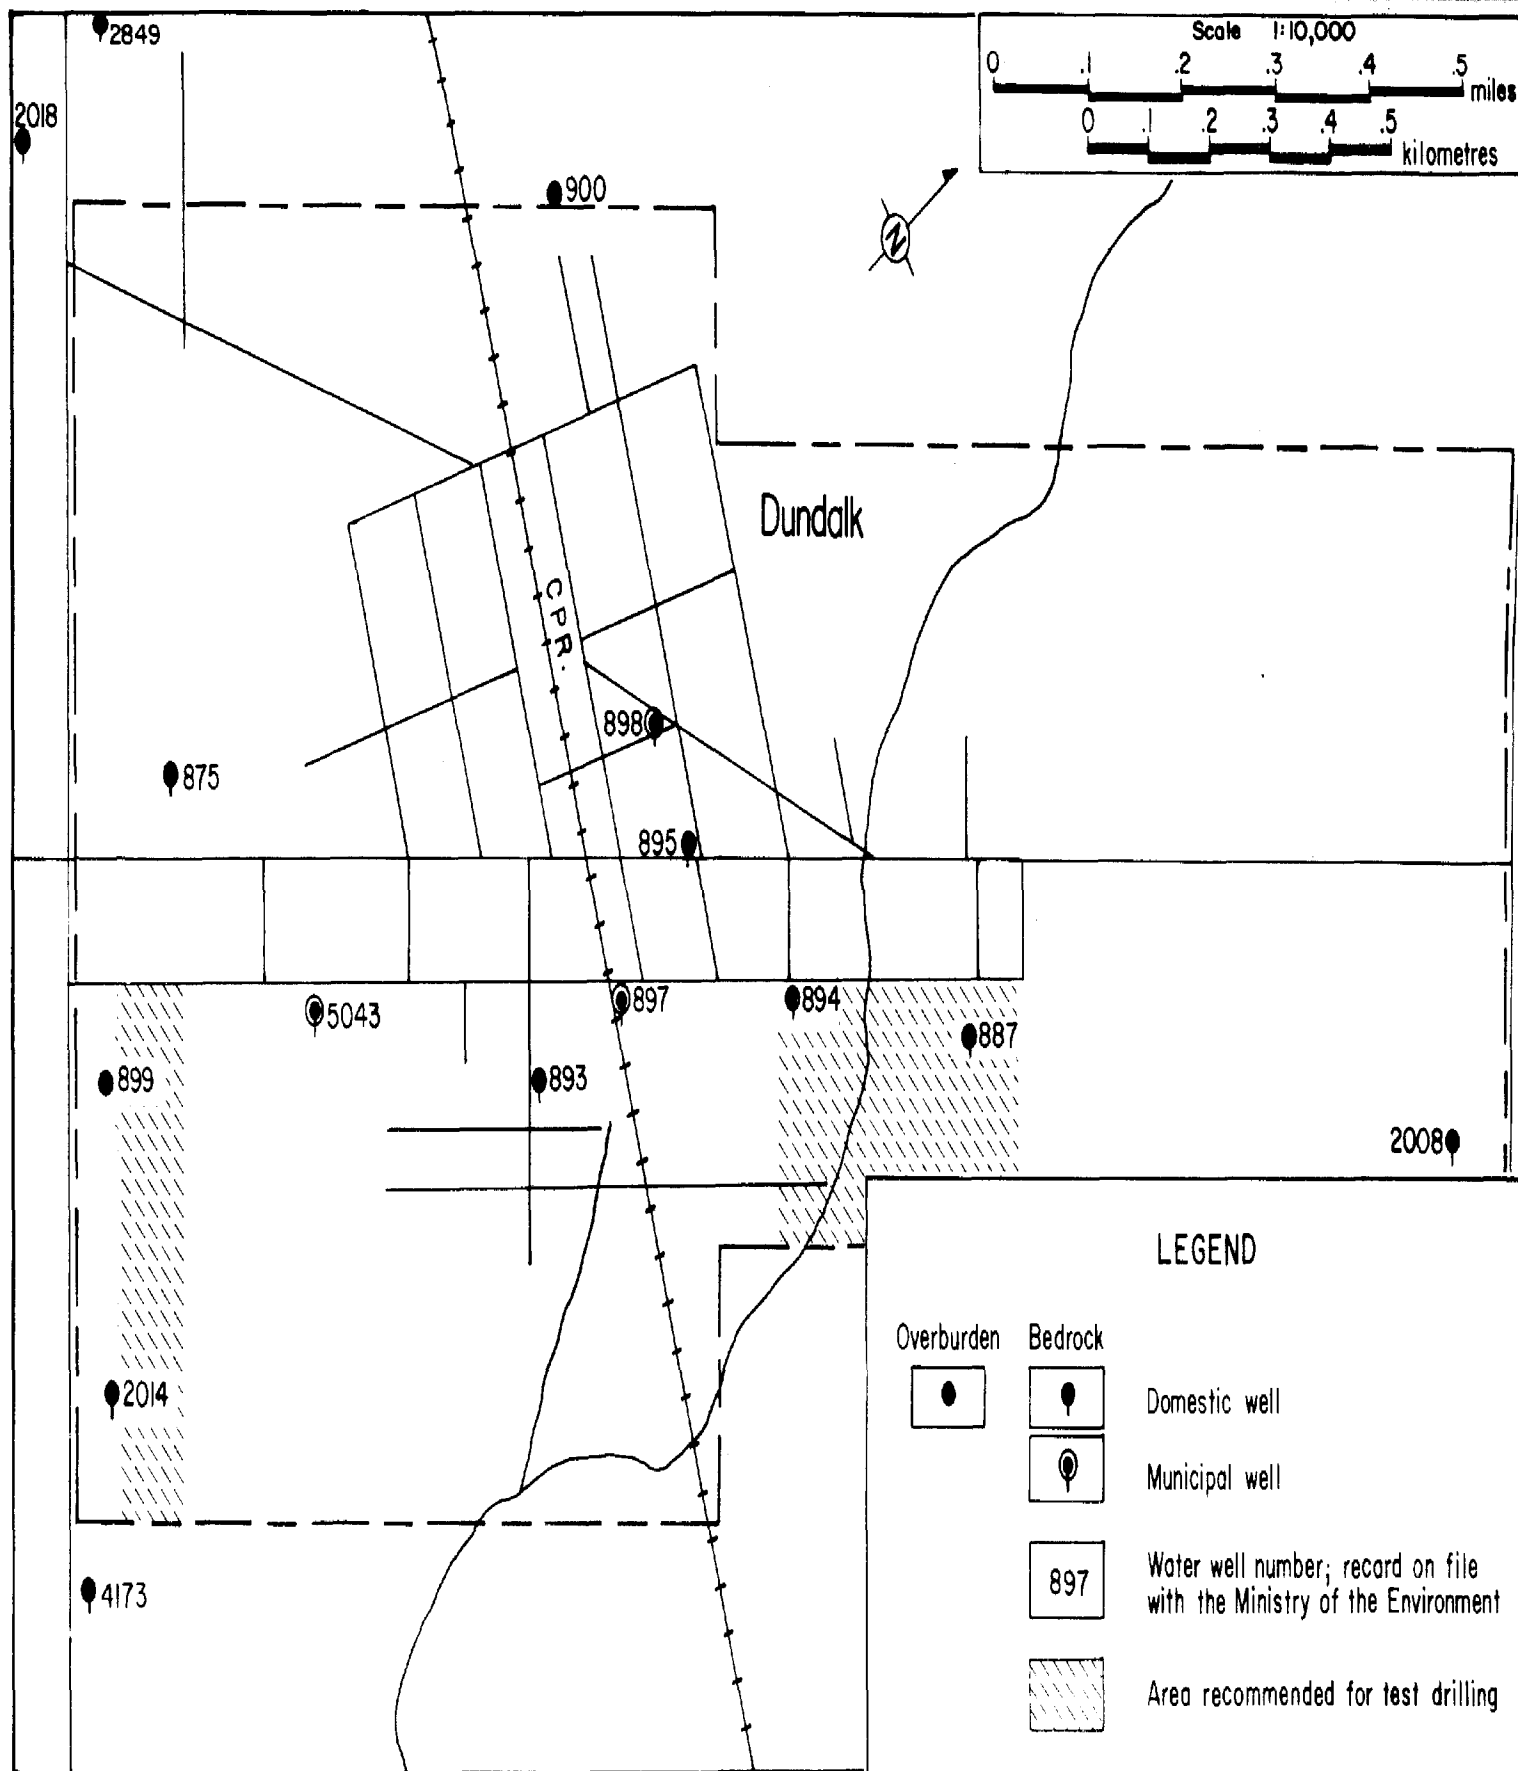 2849
Scale 1:10,000
0 .1 .2 .3 .4 .5 miles
0 .1 .2 .3 .4 .5 kilometres
2018
900
N
Dundalk
C P R.
898
875
895
5043
897
894
887
899
893
2008
2014
4173
LEGEND
Overburden Bedrock
Domestic well
Municipal well
897
Water well number; record on file
with the Ministry of the Environment
Area recommended for test drilling